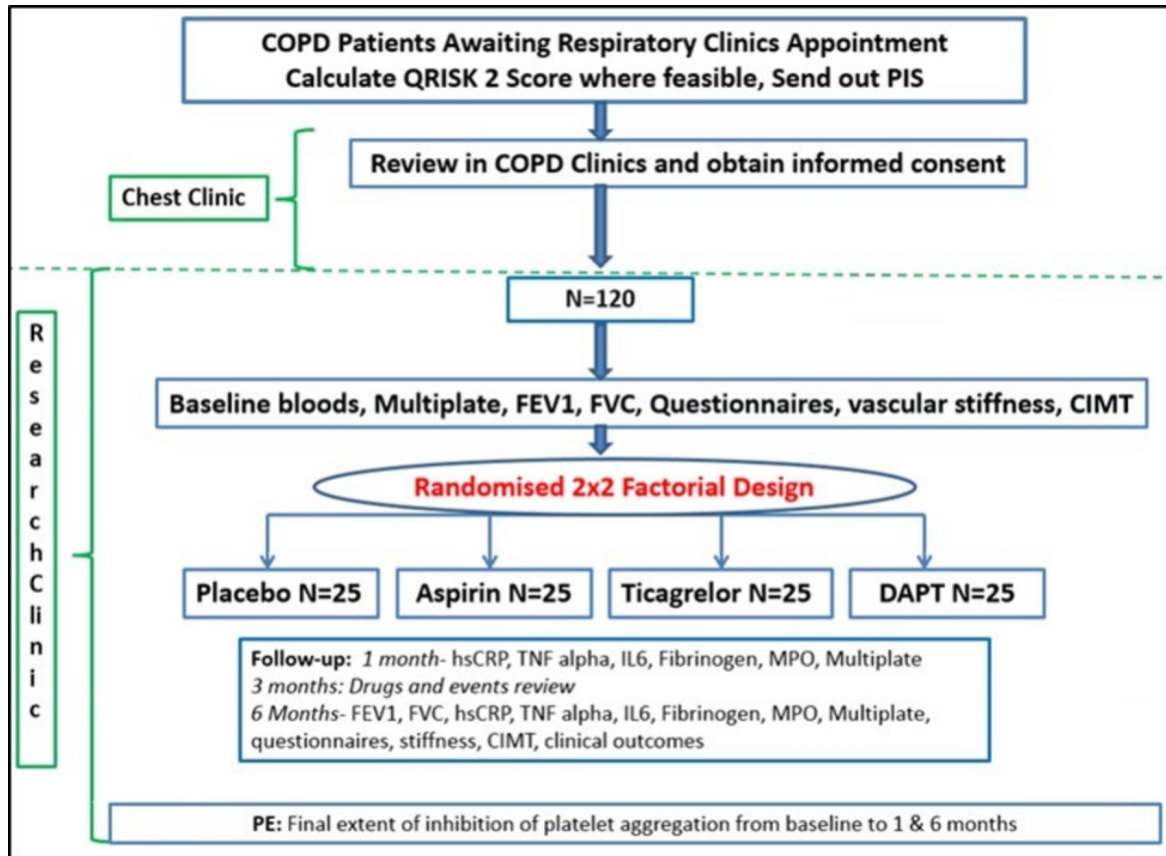 COPD Patients Awaiting Respiratory Clinics Appointment
Calculate QRISK 2 Score where feasible, Send out PIS
Review in COPD Clinics and obtain informed consent
Chest Clinic
N=120
Research Clinic
Baseline bloods, Multiplate, FEV1, FVC, Questionnaires, vascular stiffness, CIMT
Randomised 2x2 Factorial Design
Placebo N=25
Aspirin N=25
Ticagrelor N=25
DAPT N=25
Follow-up: 1 month- hsCRP, TNF alpha, IL6, Fibrinogen, MPO, Multiplate
3 months: Drugs and events review
6 Months- FEV1, FVC, hsCRP, TNF alpha, IL6, Fibrinogen, MPO, Multiplate,
questionnaires, stiffness, CIMT, clinical outcomes
PE: Final extent of inhibition of platelet aggregation from baseline to 1 & 6 months